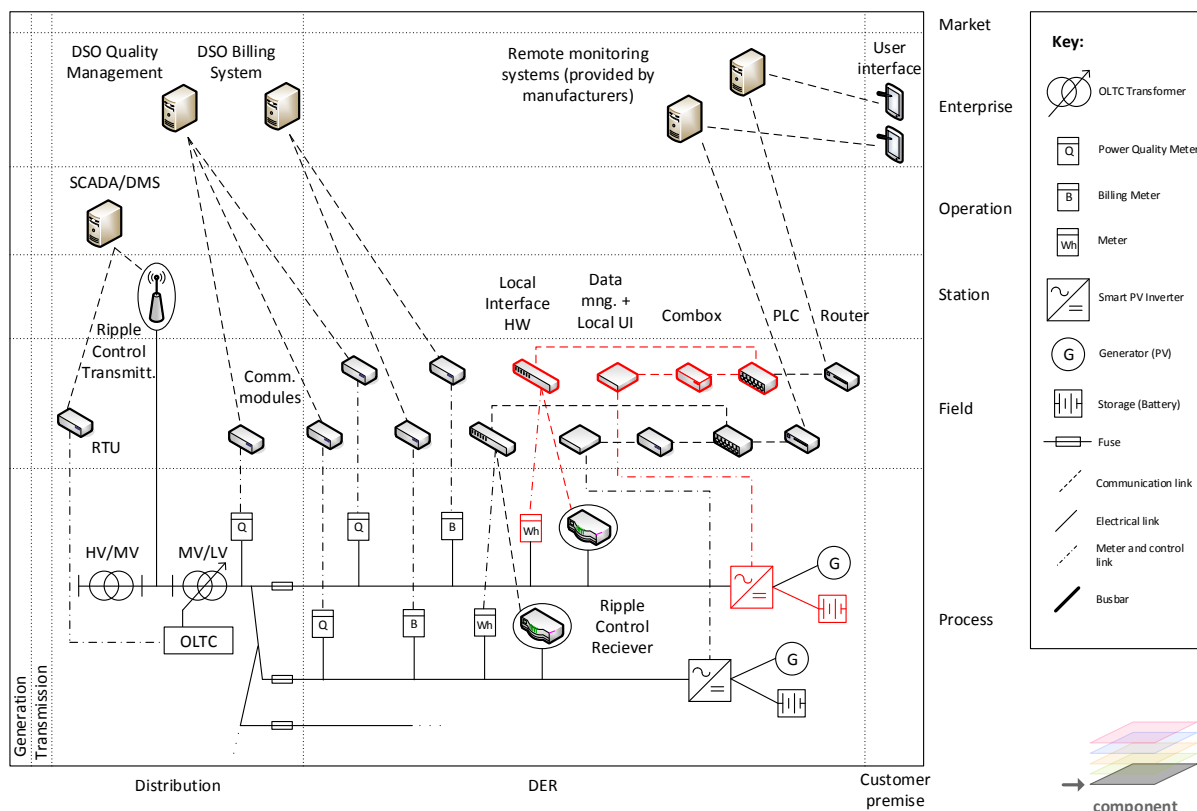 DSO Quality
Management
DSO Billing
System
Remote monitoring
systems (provided by
manufacturers)
User
interface
Market
Enterprise
SCADA/DMS
Operation
Ripple
Control
Transmitt.
Local
Interface
HW
Data
mng. +
Local UI
Combox
PLC
Router
Station
Comm.
modules
RTU
Field
HV/MV
MV/LV
OLTC
Q
Q
B
Wh
Q
B
Wh
Ripple
Control
Reciever
G
G
Process
Generation
Transmission
Distribution
DER
Customer
premise
Key:
OLTC Transfomer
Q
Power Quality Meter
B
Billing Meter
Wh
Meter
Smart PV Inverter
G
Generator (PV)
Storage (Battery)
Fuse
Communication link
Electrical link
Meter and control
link
Busbar
component